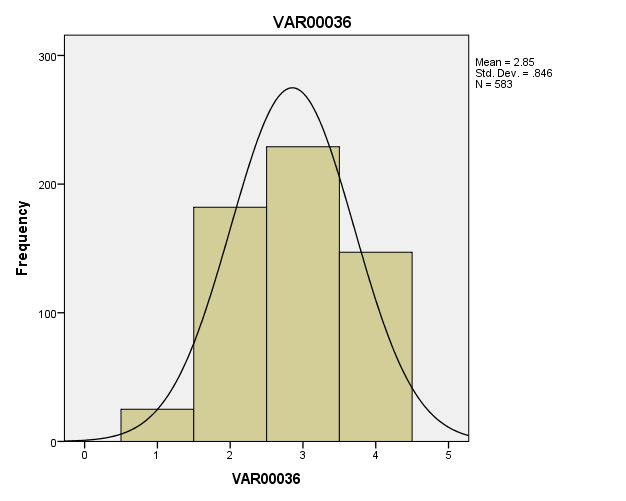 VAR00036
Mean = 2.85
Std. Dev. = .846
N = 583
300
200
100
0
Frequency
0 1 2 3 4 5
VAR00036